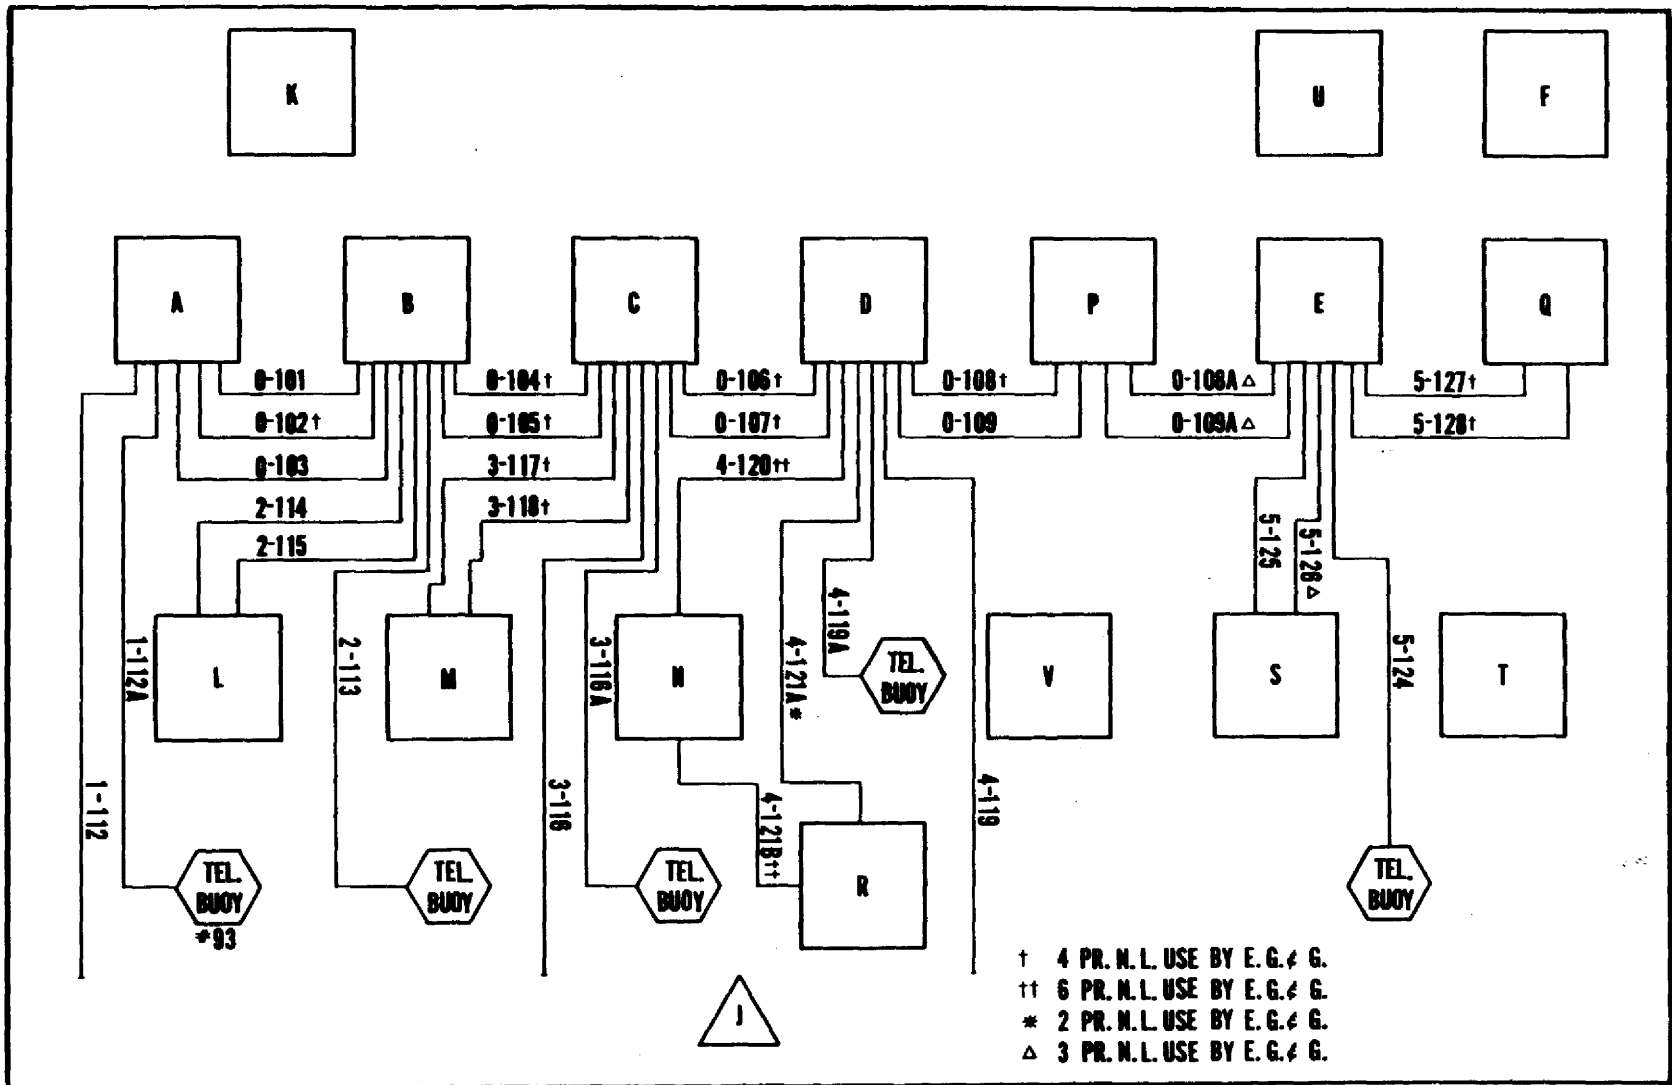 K
U
F
A
B
C
D
P
E
Q
0-101
0-104†
0-106†
0-108†
0-108A △
5-127†
0-102†
0-105†
0-107†
0-109
0-109A △
5-128†
0-103
3-117†
4-120††
2-114
3-118†
2-115
5-125
5-126 △
4-119A
1-112A
L
2-113
M
3-116A
N
4-121A *
TEL.
BUOY
V
S
5-124
T
1-112
3-116
4-121B††
4-119
TEL.
BUOY
#93
TEL.
BUOY
TEL.
BUOY
R
TEL.
BUOY
J
† 4 PR. N. L. USE BY E. G. & G.
†† 6 PR. N. L. USE BY E. G. & G.
* 2 PR. N. L. USE BY E. G. & G.
△ 3 PR. N. L. USE BY E. G. & G.